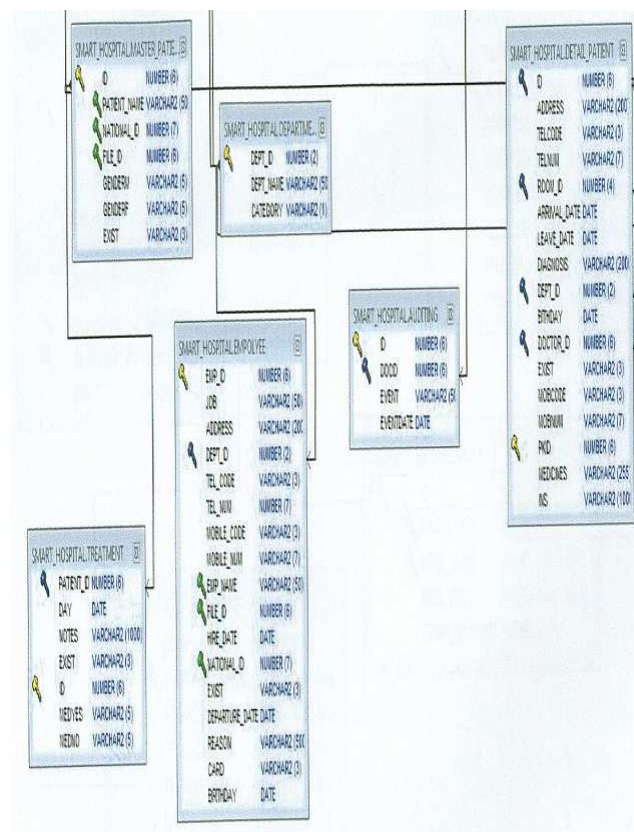 SMART_HOSPITAL.MASTER_PATIE...
ID NUMBER (6)
PATIENT_NAME VARCHAR2 (50
NATIONAL_ID NUMBER (7)
FILE_ID NUMBER (6)
GENDERM VARCHAR2 (5)
GENDERF VARCHAR2 (5)
EXIST VARCHAR2 (3)
SMART_HOSPITAL.DEPARTME...
DEPT_ID NUMBER (2)
DEPT_NAME VARCHAR2 (50
CATEGORY VARCHAR2 (1)
SMART_HOSPITAL.DETAIL_PATIENT
ID NUMBER (6)
ADDRESS VARCHAR2 (200
TELCODE VARCHAR2 (3)
TELNUM VARCHAR2 (7)
ROOM_ID NUMBER (4)
ARRIVAL_DATE DATE
LEAVE_DATE DATE
DIAGNOSIS VARCHAR2 (200
DEPT_ID NUMBER (2)
BITHDAY DATE
DOCTOR_ID NUMBER (6)
EXIST VARCHAR2 (3)
MOBCODE VARCHAR2 (3)
MOBNUM VARCHAR2 (7)
PKID NUMBER (6)
MEDICINES VARCHAR2 (255
INS VARCHAR2 (100
SMART_HOSPITAL.AUDITING
ID NUMBER (6)
DOCID NUMBER (6)
EVENT VARCHAR2 (5
EVENTDATE DATE
SMART_HOSPITAL.EMPOLYEE
EMP_ID NUMBER (6)
JOB VARCHAR2 (50)
ADDRESS VARCHAR2 (200
DEPT_ID NUMBER (2)
TEL_CODE VARCHAR2 (3)
TEL_NUM NUMBER (7)
MOBILE_CODE VARCHAR2 (3)
MOBILE_NUM VARCHAR2 (7)
EMP_NAME VARCHAR2 (50)
FILE_ID NUMBER (6)
HIRE_DATE DATE
NATIONAL_ID NUMBER (7)
EXIST VARCHAR2 (3)
DEPARTURE_DATE DATE
REASON VARCHAR2 (500
CARD VARCHAR2 (3)
BIRTHDAY DATE
SMART_HOSPITAL.TREATMENT
PATIENT_ID NUMBER (6)
DAY DATE
NOTES VARCHAR2 (1000)
EXIST VARCHAR2 (3)
ID NUMBER (6)
MEDYES VARCHAR2 (5)
MEDNO VARCHAR2 (5)